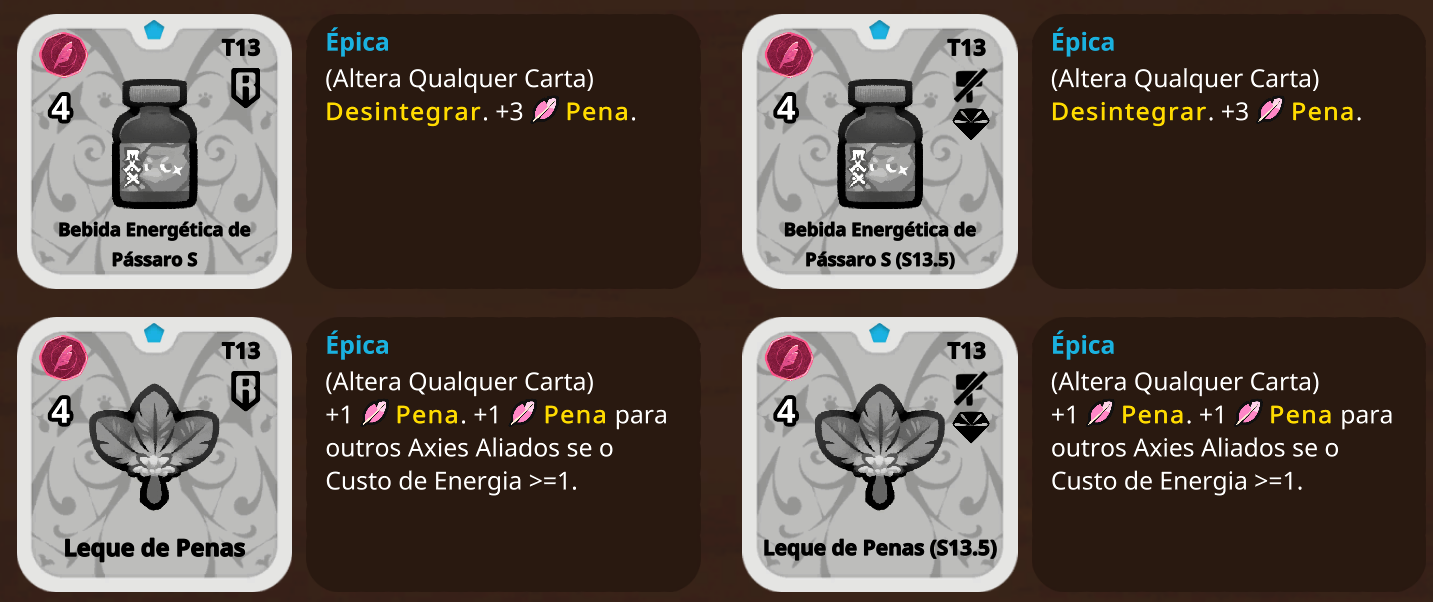 T13
4
Bebida Energética de
Pássaro S
Épica
(Altera Qualquer Carta)
Desintegrar. +3 Pena.
T13
4
Bebida Energética de
Pássaro S (S13.5)
Épica
(Altera Qualquer Carta)
Desintegrar. +3 Pena.
T13
4
Leque de Penas
Épica
(Altera Qualquer Carta)
+1 Pena. +1 Pena para
outros Axies Aliados se o
Custo de Energia >=1.
T13
4
Leque de Penas (S13.5)
Épica
(Altera Qualquer Carta)
+1 Pena. +1 Pena para
outros Axies Aliados se o
Custo de Energia >=1.